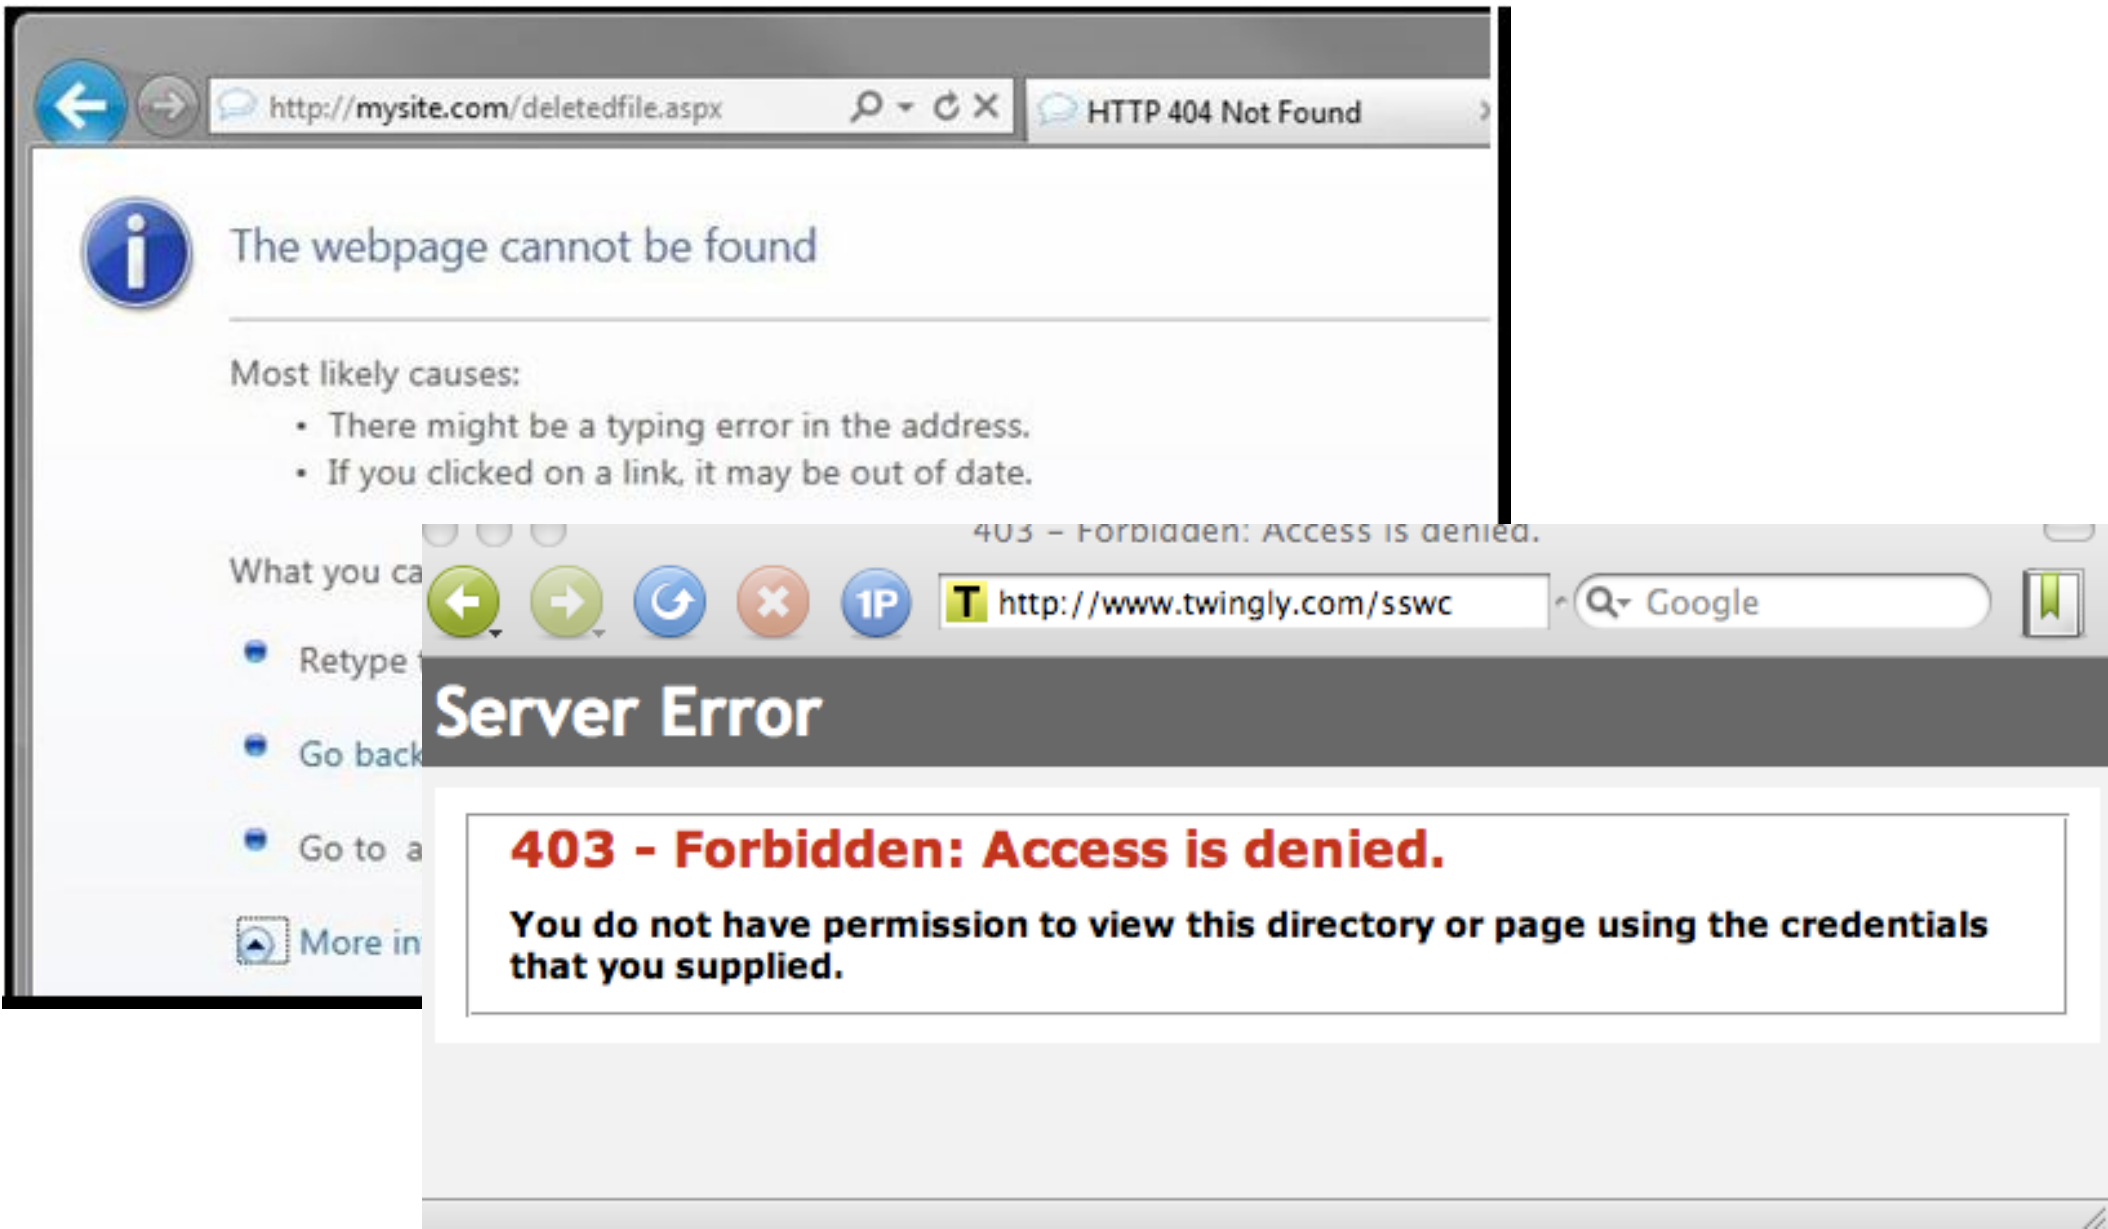 http://mysite.com/deletedfile.aspx
HTTP 404 Not Found
The webpage cannot be found
Most likely causes:
• There might be a typing error in the address.
• If you clicked on a link, it may be out of date.
What you
Retype
Go back
Go to
More
403 – Forbidden: Access is denied.
1P
T http://www.twingly.com/sswc
Google
Server Error
403 - Forbidden: Access is denied.
You do not have permission to view this directory or page using the credentials
that you supplied.